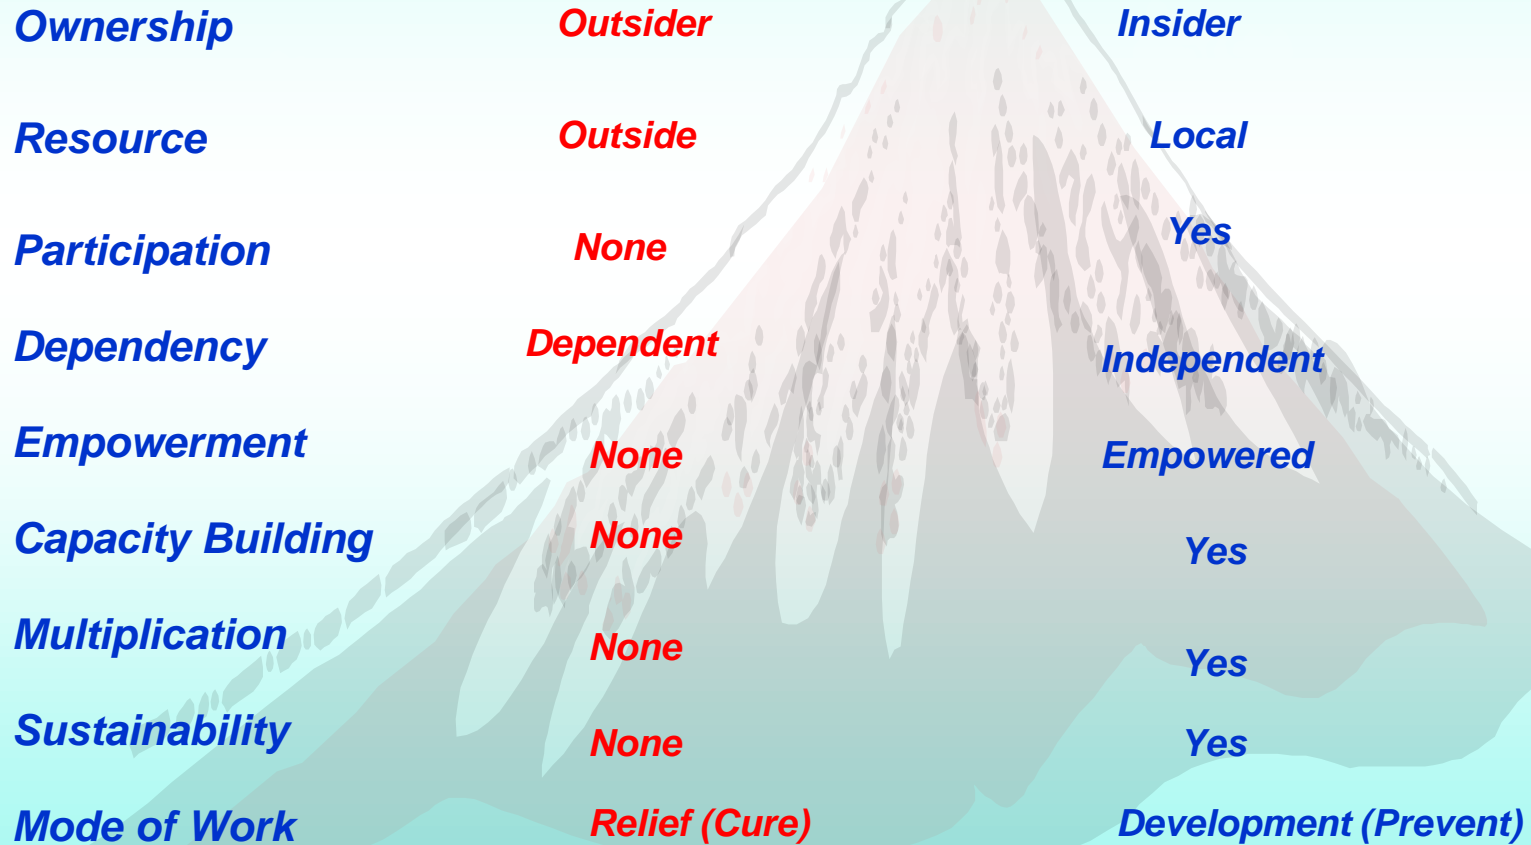 Ownership Outsider Insider
Resource Outside Local
Participation None Yes
Dependency Dependent Independent
Empowerment None Empowered
Capacity Building None Yes
Multiplication None Yes
Sustainability None Yes
Mode of Work Relief (Cure) Development (Prevent)